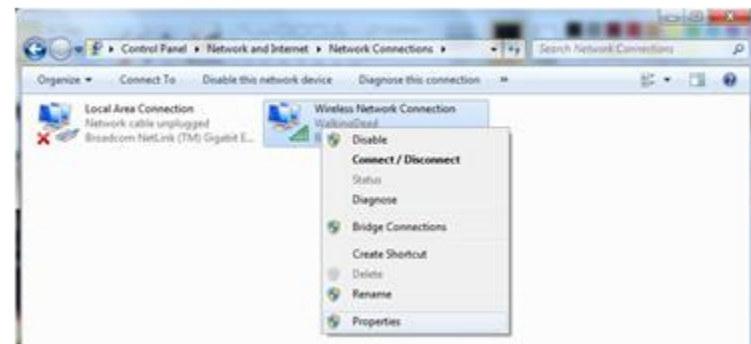 Control Panel ▸ Network and Internet ▸ Network Connections ▸
Search Network Connections
Organize ▾ Connect To Disable this network device Diagnose this connection »
Local Area Connection
Network cable unplugged
Broadcom NetLink (TM) Gigabit E...
Wireless Network Connection
WalkingDead
Disable
Connect / Disconnect
Status
Diagnose
Bridge Connections
Create Shortcut
Delete
Rename
Properties